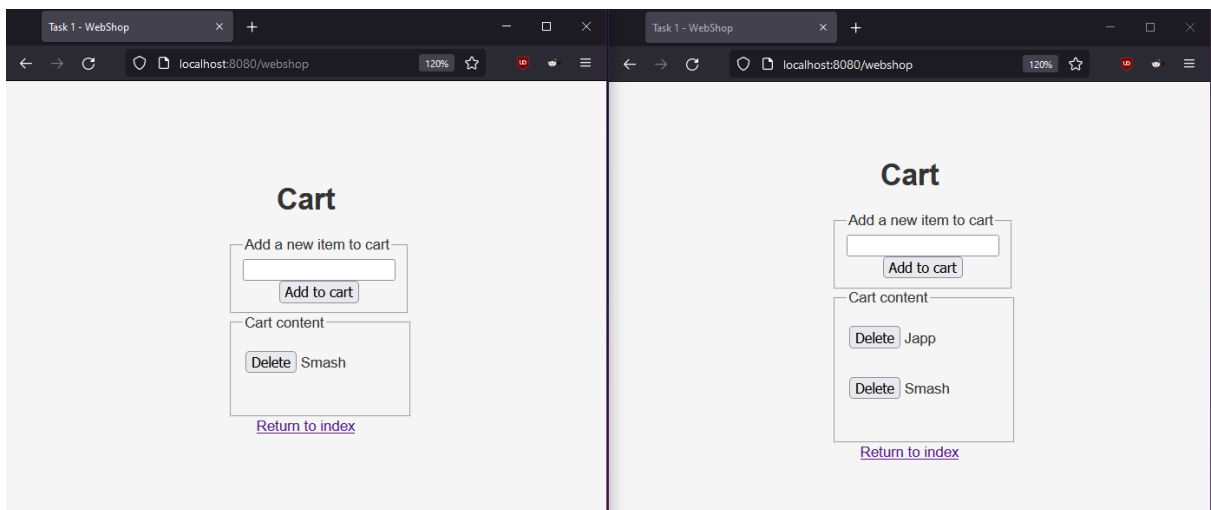 Task 1 - WebShop
localhost:8080/webshop
120%
Cart
Add a new item to cart
Add to cart
Cart content
Delete Smash
Return to index
Task 1 - WebShop
localhost:8080/webshop
120%
Cart
Add a new item to cart
Add to cart
Cart content
Delete Japp
Delete Smash
Return to index